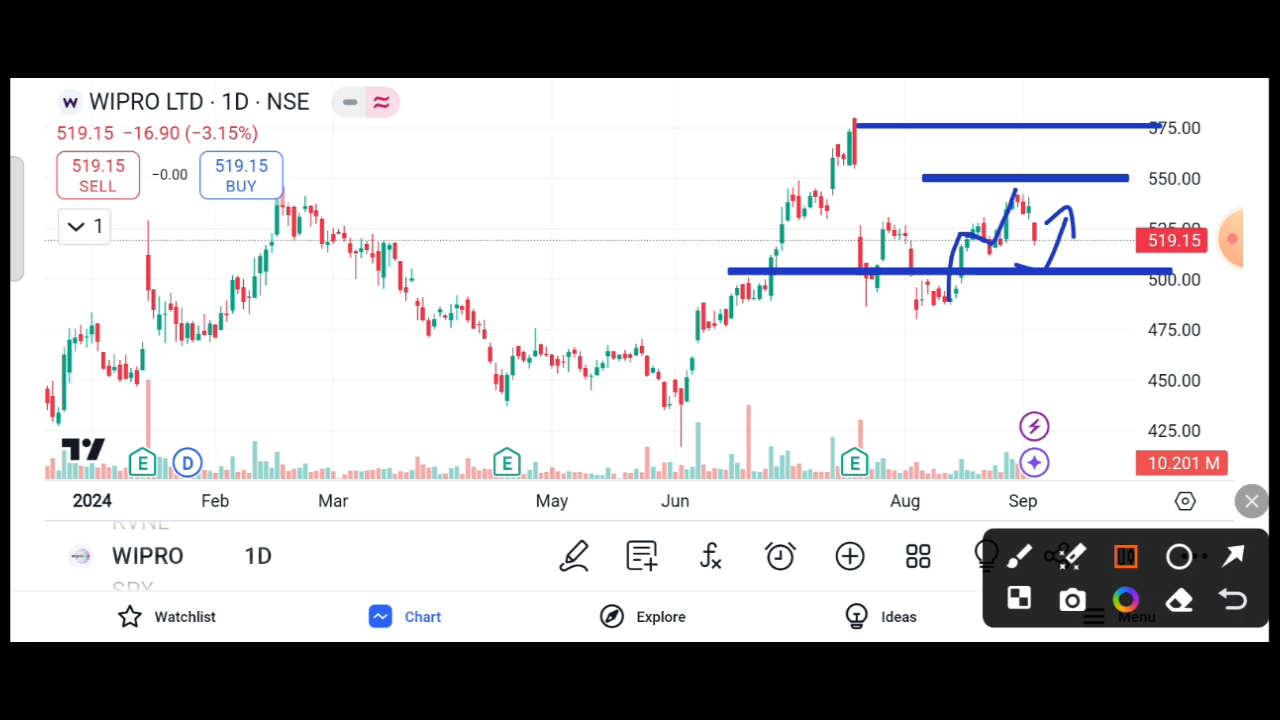 W WIPRO LTD · 1D · NSE
519.15 −16.90 (−3.15%)
519.15 SELL −0.00 519.15 BUY
1
575.00
550.00
519.15
500.00
475.00
450.00
425.00
E D E E
10.201 M
2024 Feb Mar May Jun Aug Sep
WIPRO 1D
Watchlist Chart Explore Ideas Menu